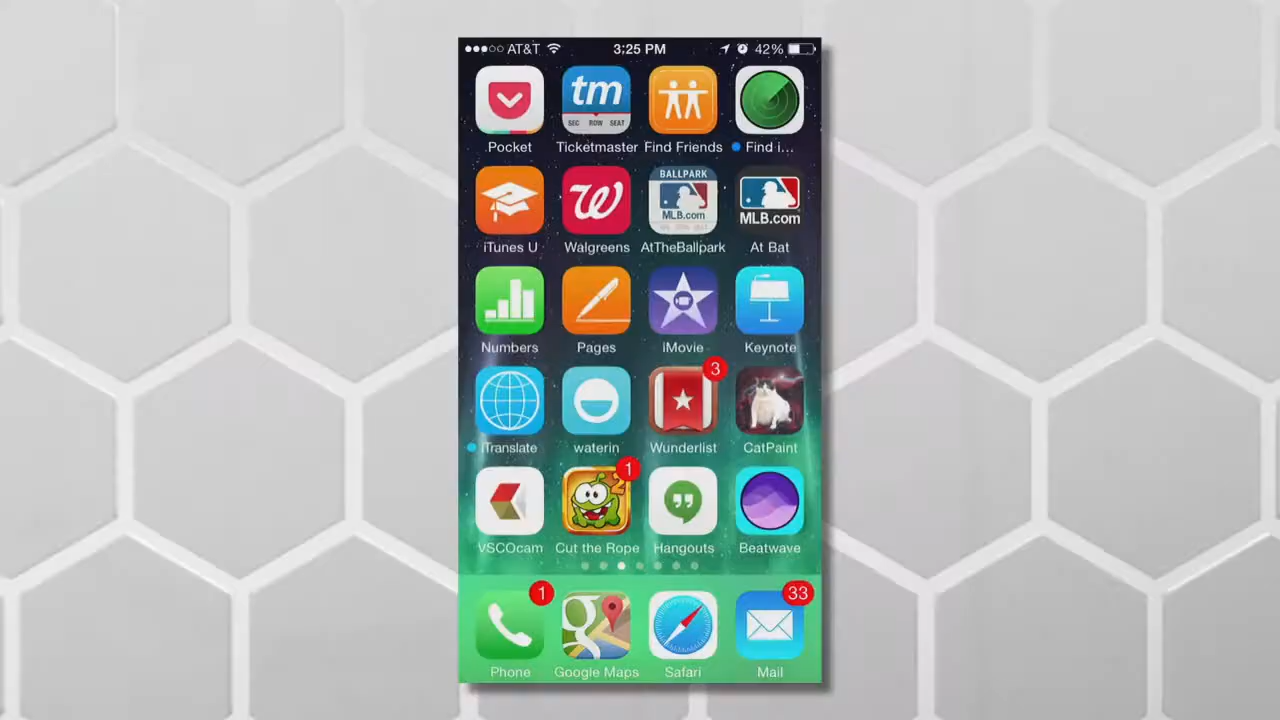 AT&T 3:25 PM 42%
tm
SEC ROW SEAT
Pocket Ticketmaster Find Friends Find i...
BALLPARK
MLB.com MLB.com
iTunes U Walgreens AtTheBallpark At Bat
Numbers Pages iMovie Keynote
3
iTranslate waterin Wunderlist CatPaint
1
2
VSCOcam Cut the Rope Hangouts Beatwave
1 33
Phone Google Maps Safari Mail